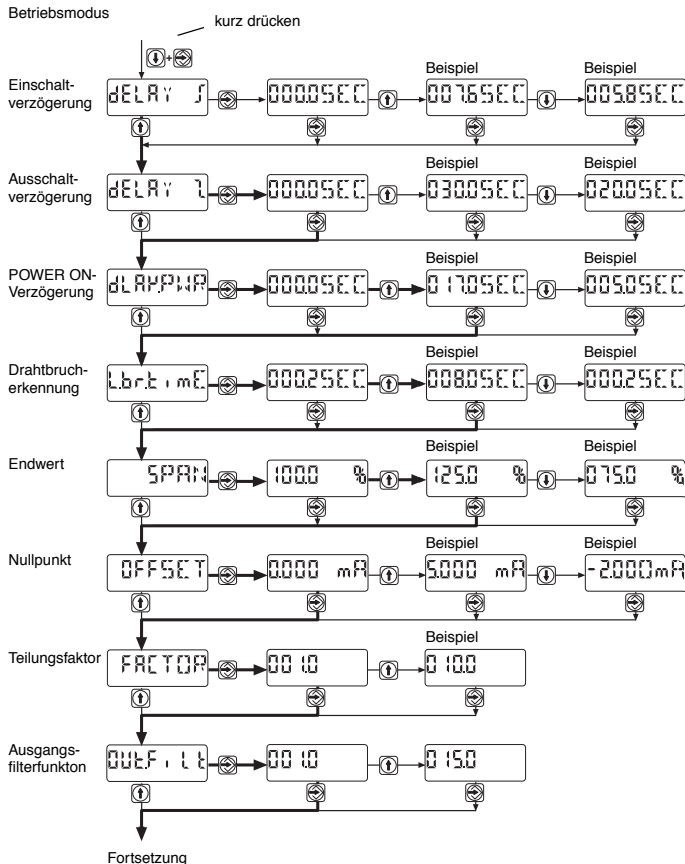 Betriebsmodus
kurz drücken
+
Einschalt-
verzögerung
dELAY
000.0SEC
Beispiel
007.6SEC
Beispiel
005.8SEC
Ausschalt-
verzögerung
dELAY
000.0SEC
Beispiel
030.0SEC
Beispiel
020.0SEC
POWER ON-
Verzögerung
dLAY.PWR
000.0SEC
Beispiel
017.0SEC
Beispiel
005.0SEC
Drahtbruch-
erkennung
Lbr.timE
000.2SEC
Beispiel
008.0SEC
Beispiel
000.2SEC
Endwert
SPAN
100.0 %
Beispiel
125.0 %
Beispiel
075.0 %
Nullpunkt
OFFSET
0.000 mA
Beispiel
5.000 mA
Beispiel
-2.000mA
Teilungsfaktor
FACTOR
001.0
Beispiel
010.0
Ausgangs-
filterfunkton
OUt.FiLt
001.0
015.0
Fortsetzung